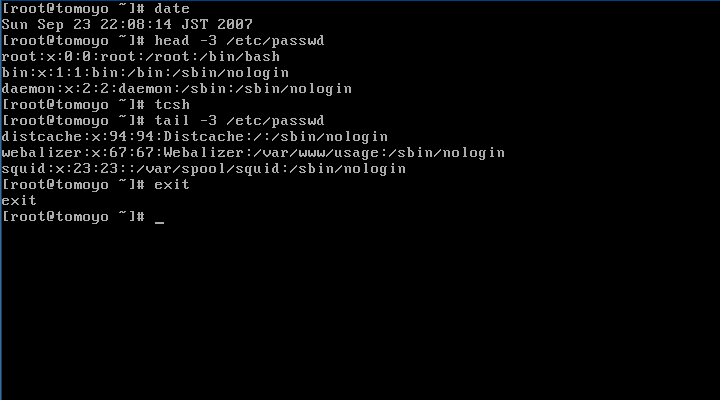 [root@tomoyo ~]# date
Sun Sep 23 22:08:14 JST 2007
[root@tomoyo ~]# head -3 /etc/passwd
root:x:0:0:root:/root:/bin/bash
bin:x:1:1:bin:/bin:/sbin/nologin
daemon:x:2:2:daemon:/sbin:/sbin/nologin
[root@tomoyo ~]# tcsh
[root@tomoyo ~]# tail -3 /etc/passwd
distcache:x:94:94:Distcache:/:/sbin/nologin
webalizer:x:67:67:Webalizer:/var/www/usage:/sbin/nologin
squid:x:23:23::/var/spool/squid:/sbin/nologin
[root@tomoyo ~]# exit
exit
[root@tomoyo ~]# _